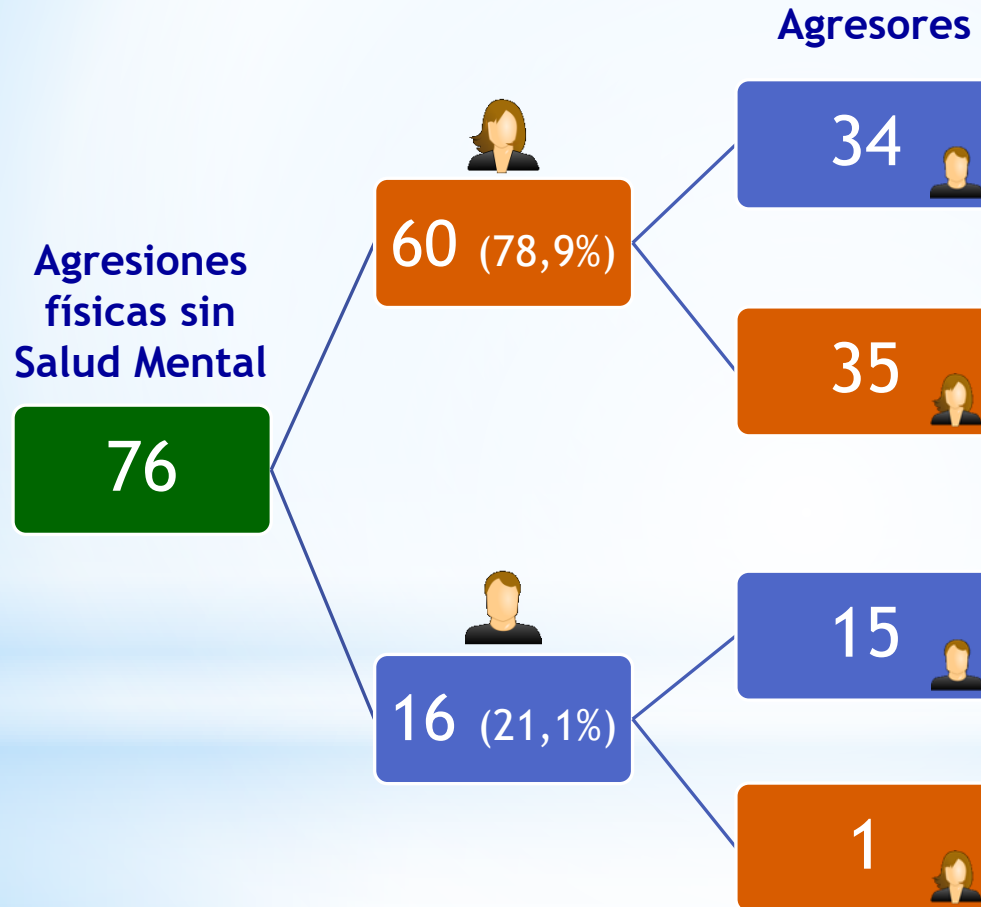 Agresores
34
60 (78,9%)
35
Agresiones
físicas sin
Salud Mental
76
15
16 (21,1%)
1